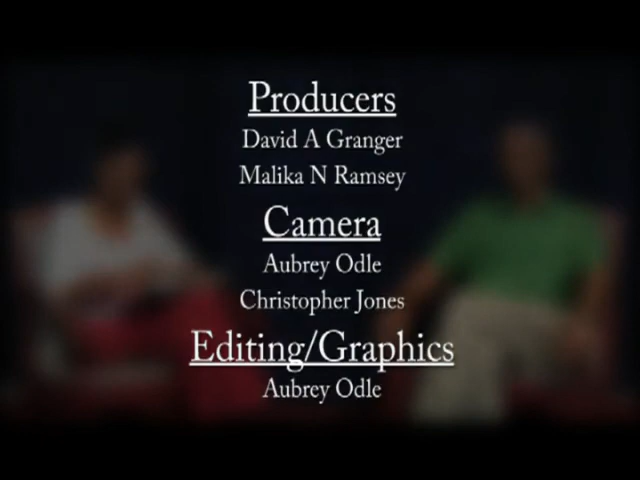 Producers
David A Granger
Malika N Ramsey
Camera
Aubrey Odle
Christopher Jones
Editing/Graphics
Aubrey Odle